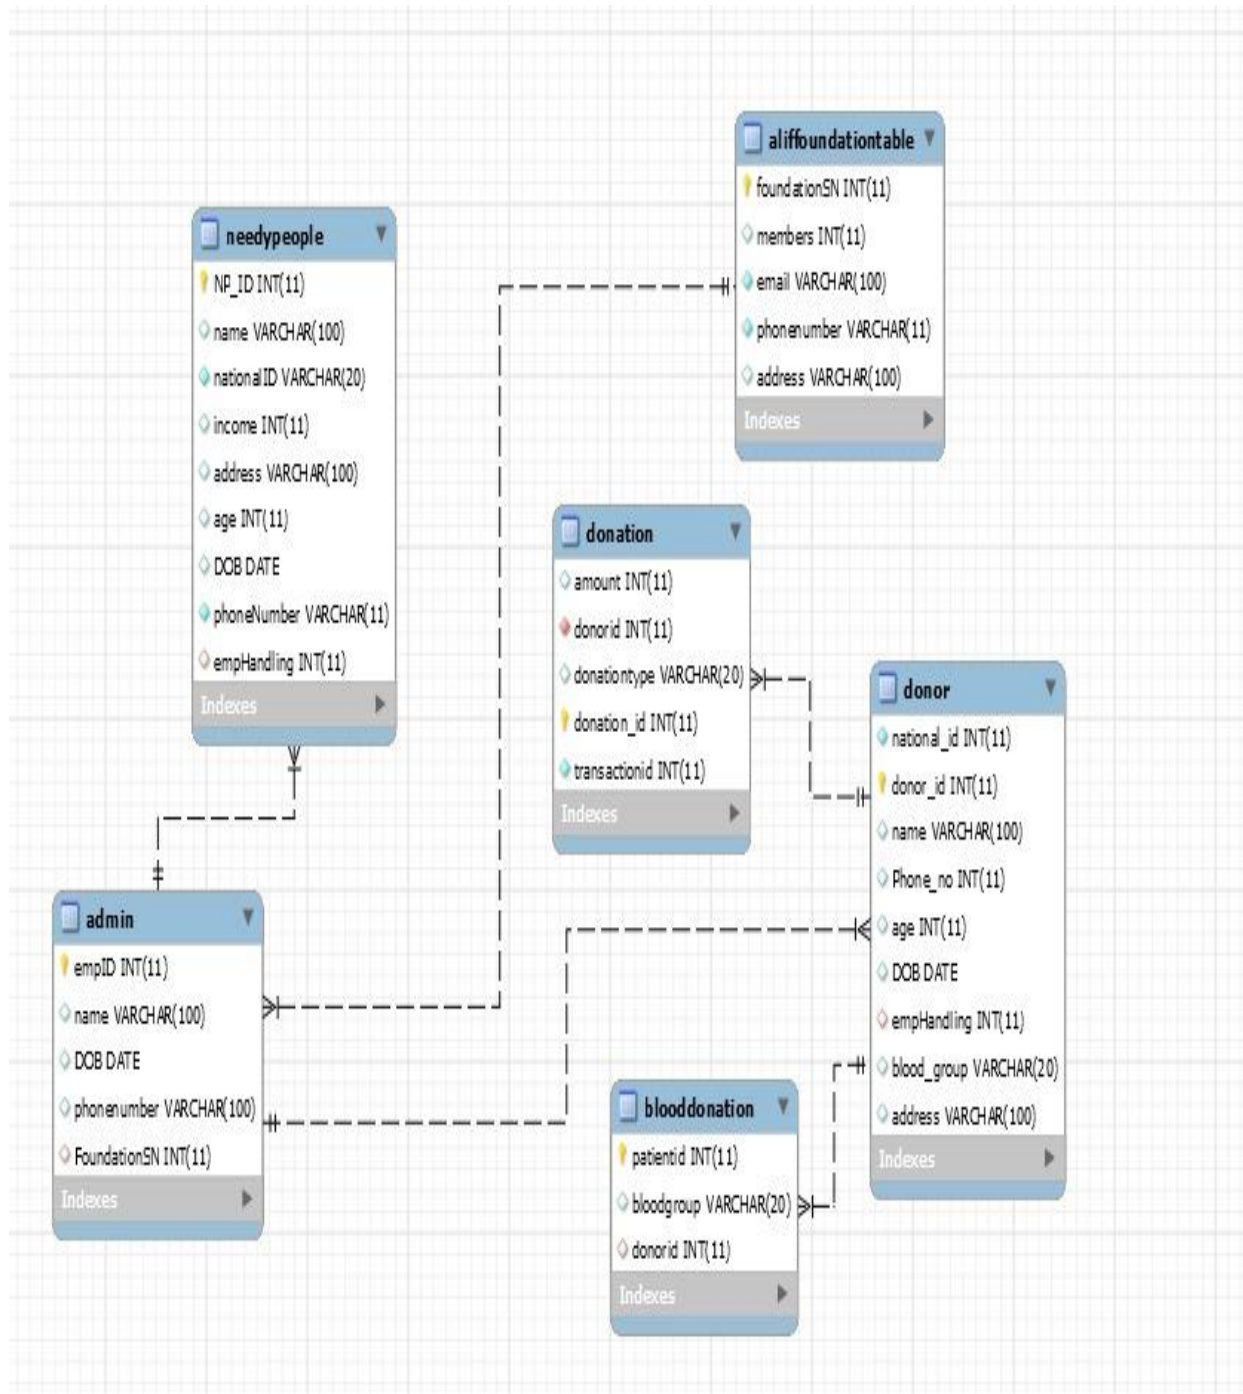 aliffoundationtable
foundationSN INT(11)
members INT(11)
email VARCHAR(100)
phonenumber VARCHAR(11)
address VARCHAR(100)
Indexes
needypeople
NP_ID INT(11)
name VARCHAR(100)
nationalID VARCHAR(20)
income INT(11)
address VARCHAR(100)
age INT(11)
DOB DATE
phoneNumber VARCHAR(11)
empHandling INT(11)
Indexes
donation
amount INT(11)
donorid INT(11)
donationtype VARCHAR(20)
donation_id INT(11)
transactionid INT(11)
Indexes
donor
national_id INT(11)
donor_id INT(11)
name VARCHAR(100)
Phone_no INT(11)
age INT(11)
DOB DATE
empHandling INT(11)
blood_group VARCHAR(20)
address VARCHAR(100)
Indexes
admin
empID INT(11)
name VARCHAR(100)
DOB DATE
phonenumber VARCHAR(100)
FoundationSN INT(11)
Indexes
blooddonation
patientid INT(11)
bloodgroup VARCHAR(20)
donorid INT(11)
Indexes